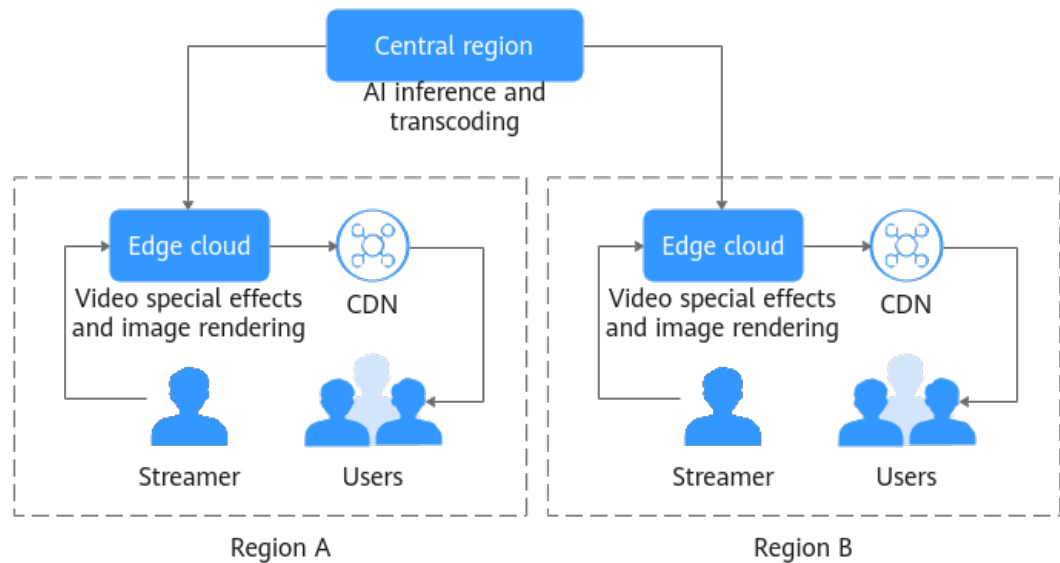 Central region
AI inference and
transcoding
Edge cloud
Video special effects
and image rendering
CDN
Streamer
Users
Region A
Edge cloud
Video special effects
and image rendering
CDN
Streamer
Users
Region B